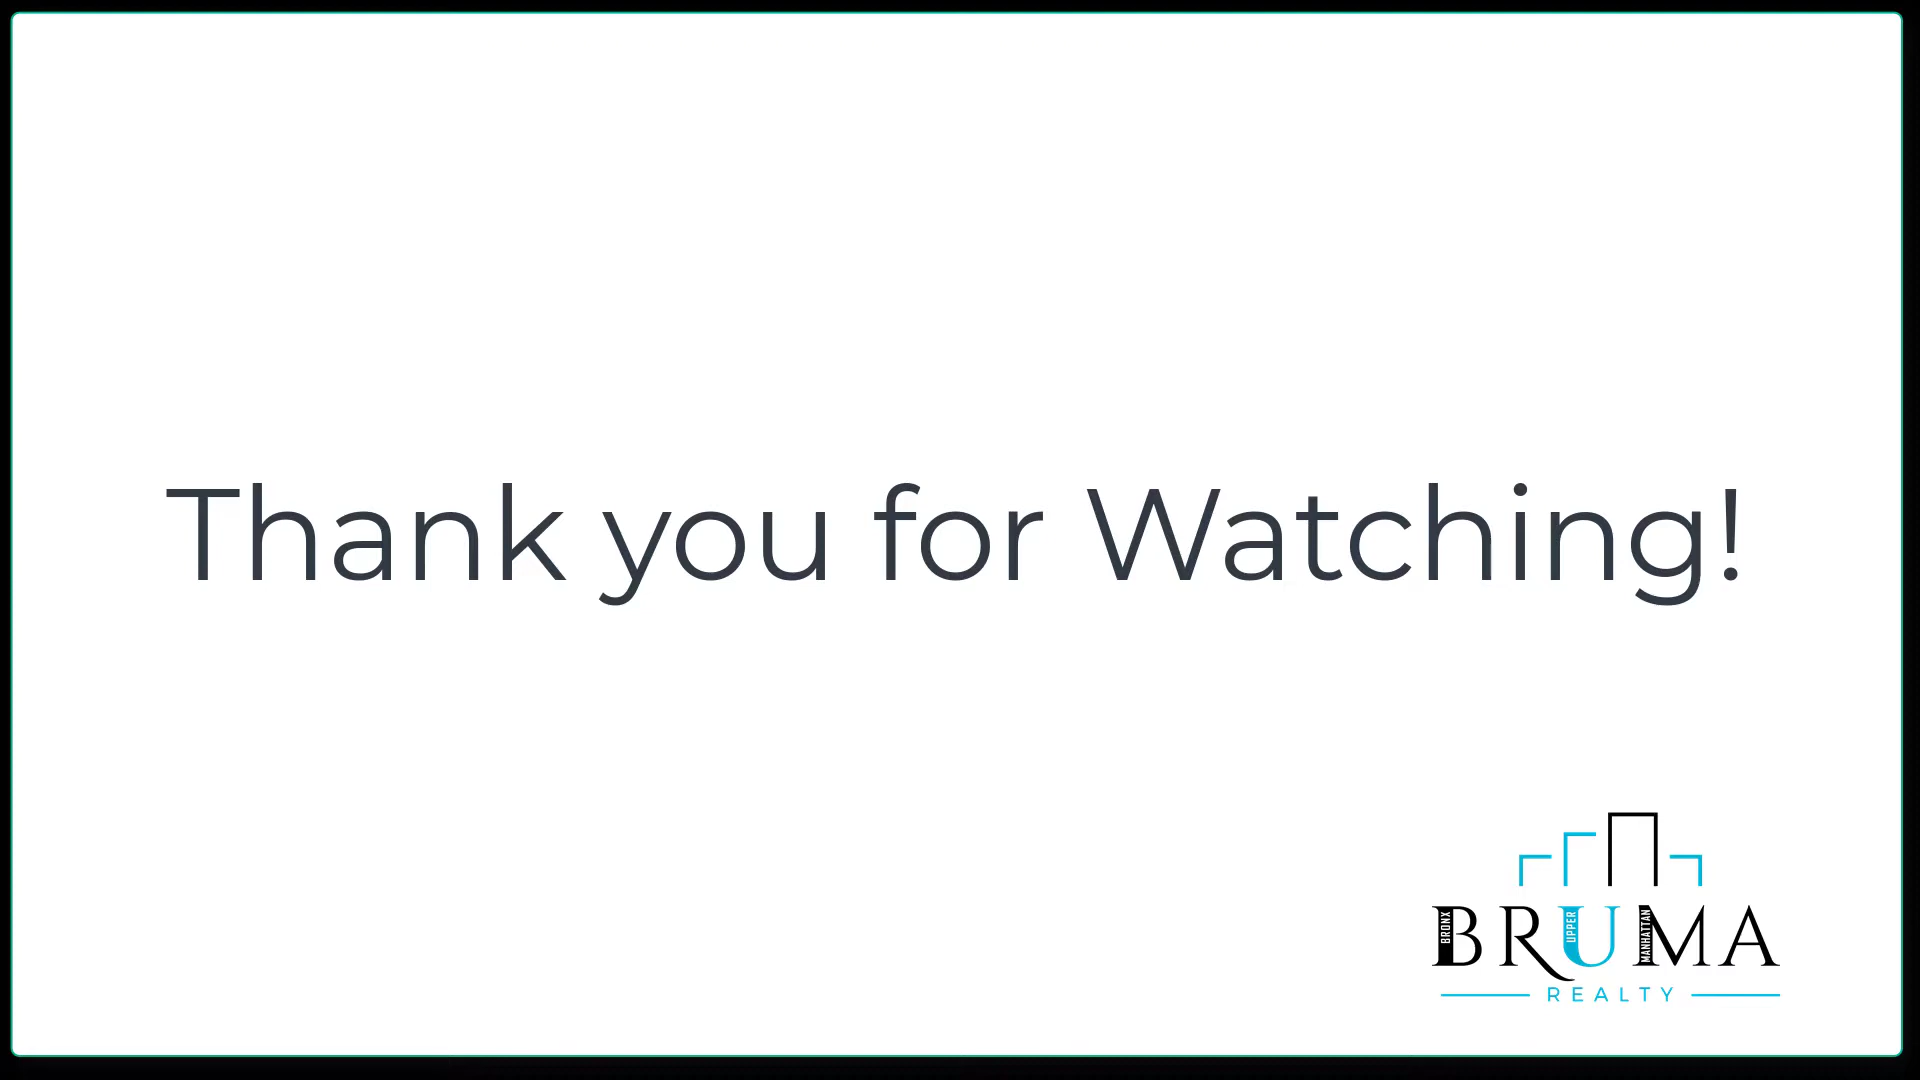 Thank you for Watching!
BRONX
UPPER
MANHATTAN
BRUMA
REALTY